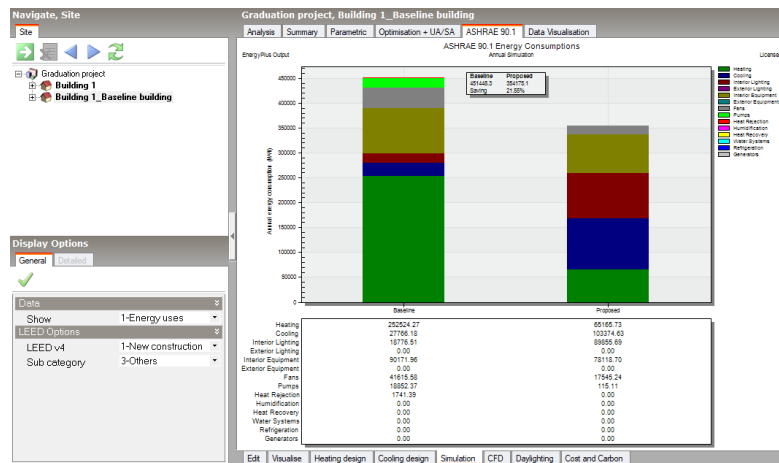 Navigate, Site
Site
Graduation project
Building 1
Building 1_Baseline building
Display Options
General Detailed
Data
Show 1-Energy uses
LEED Options
LEED v4 1-New construction
Sub category 3-Others
Graduation project, Building 1_Baseline building
Analysis Summary Parametric Optimisation + UA/SA ASHRAE 90.1 Data Visualisation
ASHRAE 90.1 Energy Consumptions
EnergyPlus Output Annual Simulation License
Baseline Proposed
451448.3 354175.1
Saving 21.55%
Heating
Cooling
Interior Lighting
Exterior Lighting
Interior Equipment
Exterior Equipment
Fans
Pumps
Heat Rejection
Humidification
Heat Recovery
Water Systems
Refrigeration
Generators
Annual energy consumption (kWh)
450000
400000
350000
300000
250000
200000
150000
100000
50000
0
Baseline Proposed
Heating 252524.27 65165.73
Cooling 27766.18 103374.63
Interior Lighting 18776.51 89855.69
Exterior Lighting 0.00 0.00
Interior Equipment 90171.96 78118.70
Exterior Equipment 0.00 0.00
Fans 41615.58 17545.24
Pumps 18852.37 115.11
Heat Rejection 1741.39 0.00
Humidification 0.00 0.00
Heat Recovery 0.00 0.00
Water Systems 0.00 0.00
Refrigeration 0.00 0.00
Generators 0.00 0.00
Edit Visualise Heating design Cooling design Simulation CFD Daylighting Cost and Carbon